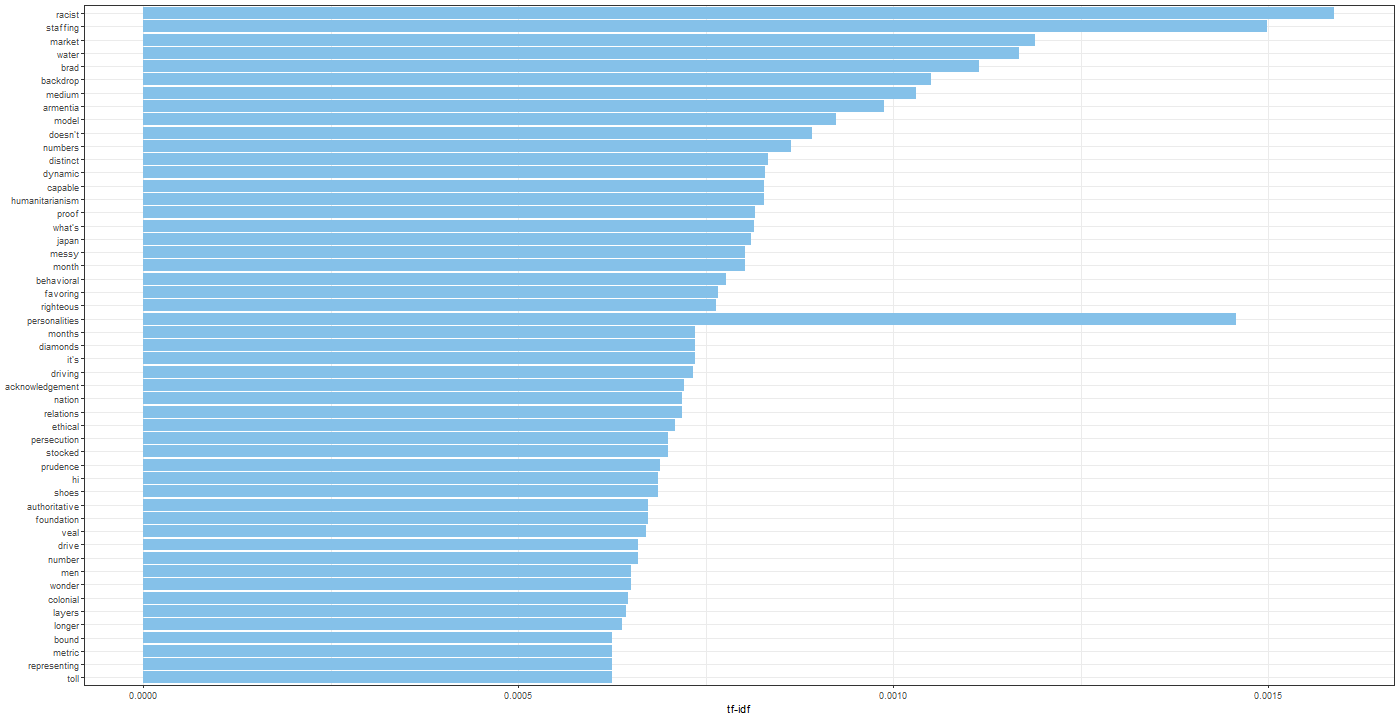 racist
staffing
market
water
brad
backdrop
medium
armentia
model
doesn't
numbers
distinct
dynamic
capable
humanitarianism
proof
what's
japan
messy
month
behavioral
favoring
righteous
personalities
months
diamonds
it's
driving
acknowledgement
nation
relations
ethical
persecution
stocked
prudence
hi
shoes
authoritative
foundation
veal
drive
number
men
wonder
colonial
layers
longer
bound
metric
representing
toll
0.0000 0.0005 0.0010 0.0015
tf-idf